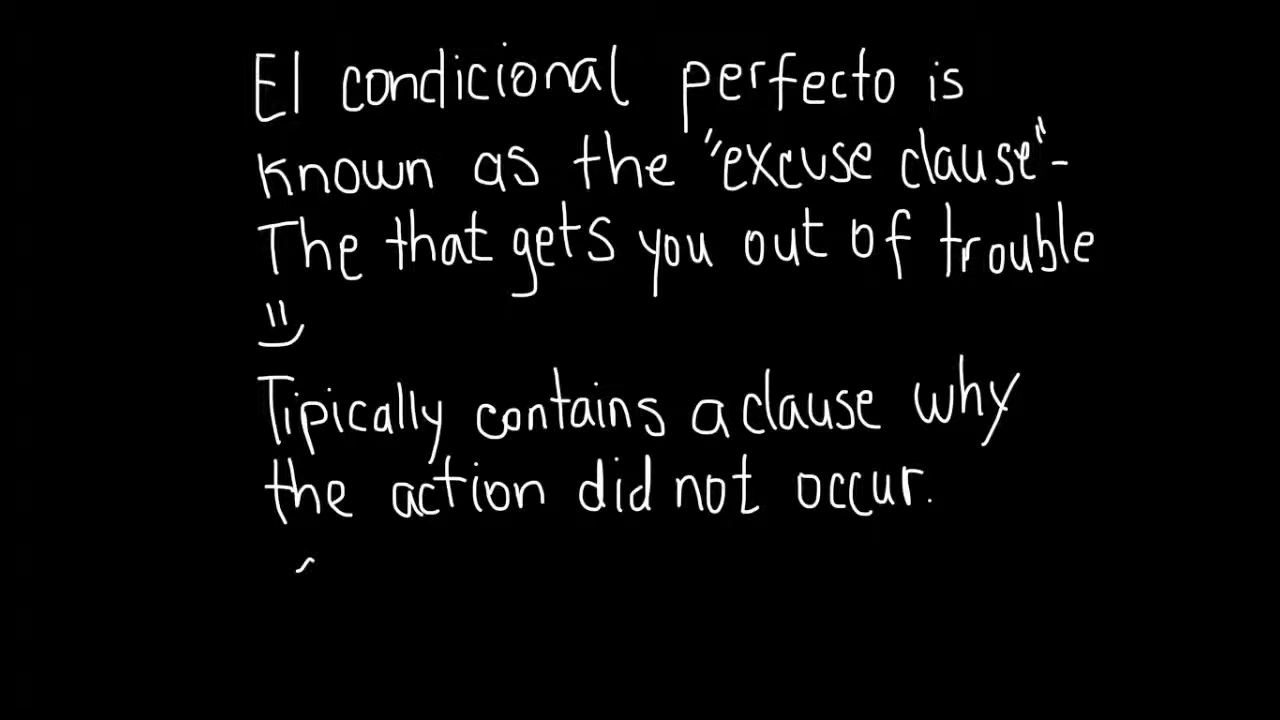 El condicional perfecto is
known as the "excuse clause"-
The that gets you out of trouble
Tipically contains a clause why
the action did not occur.